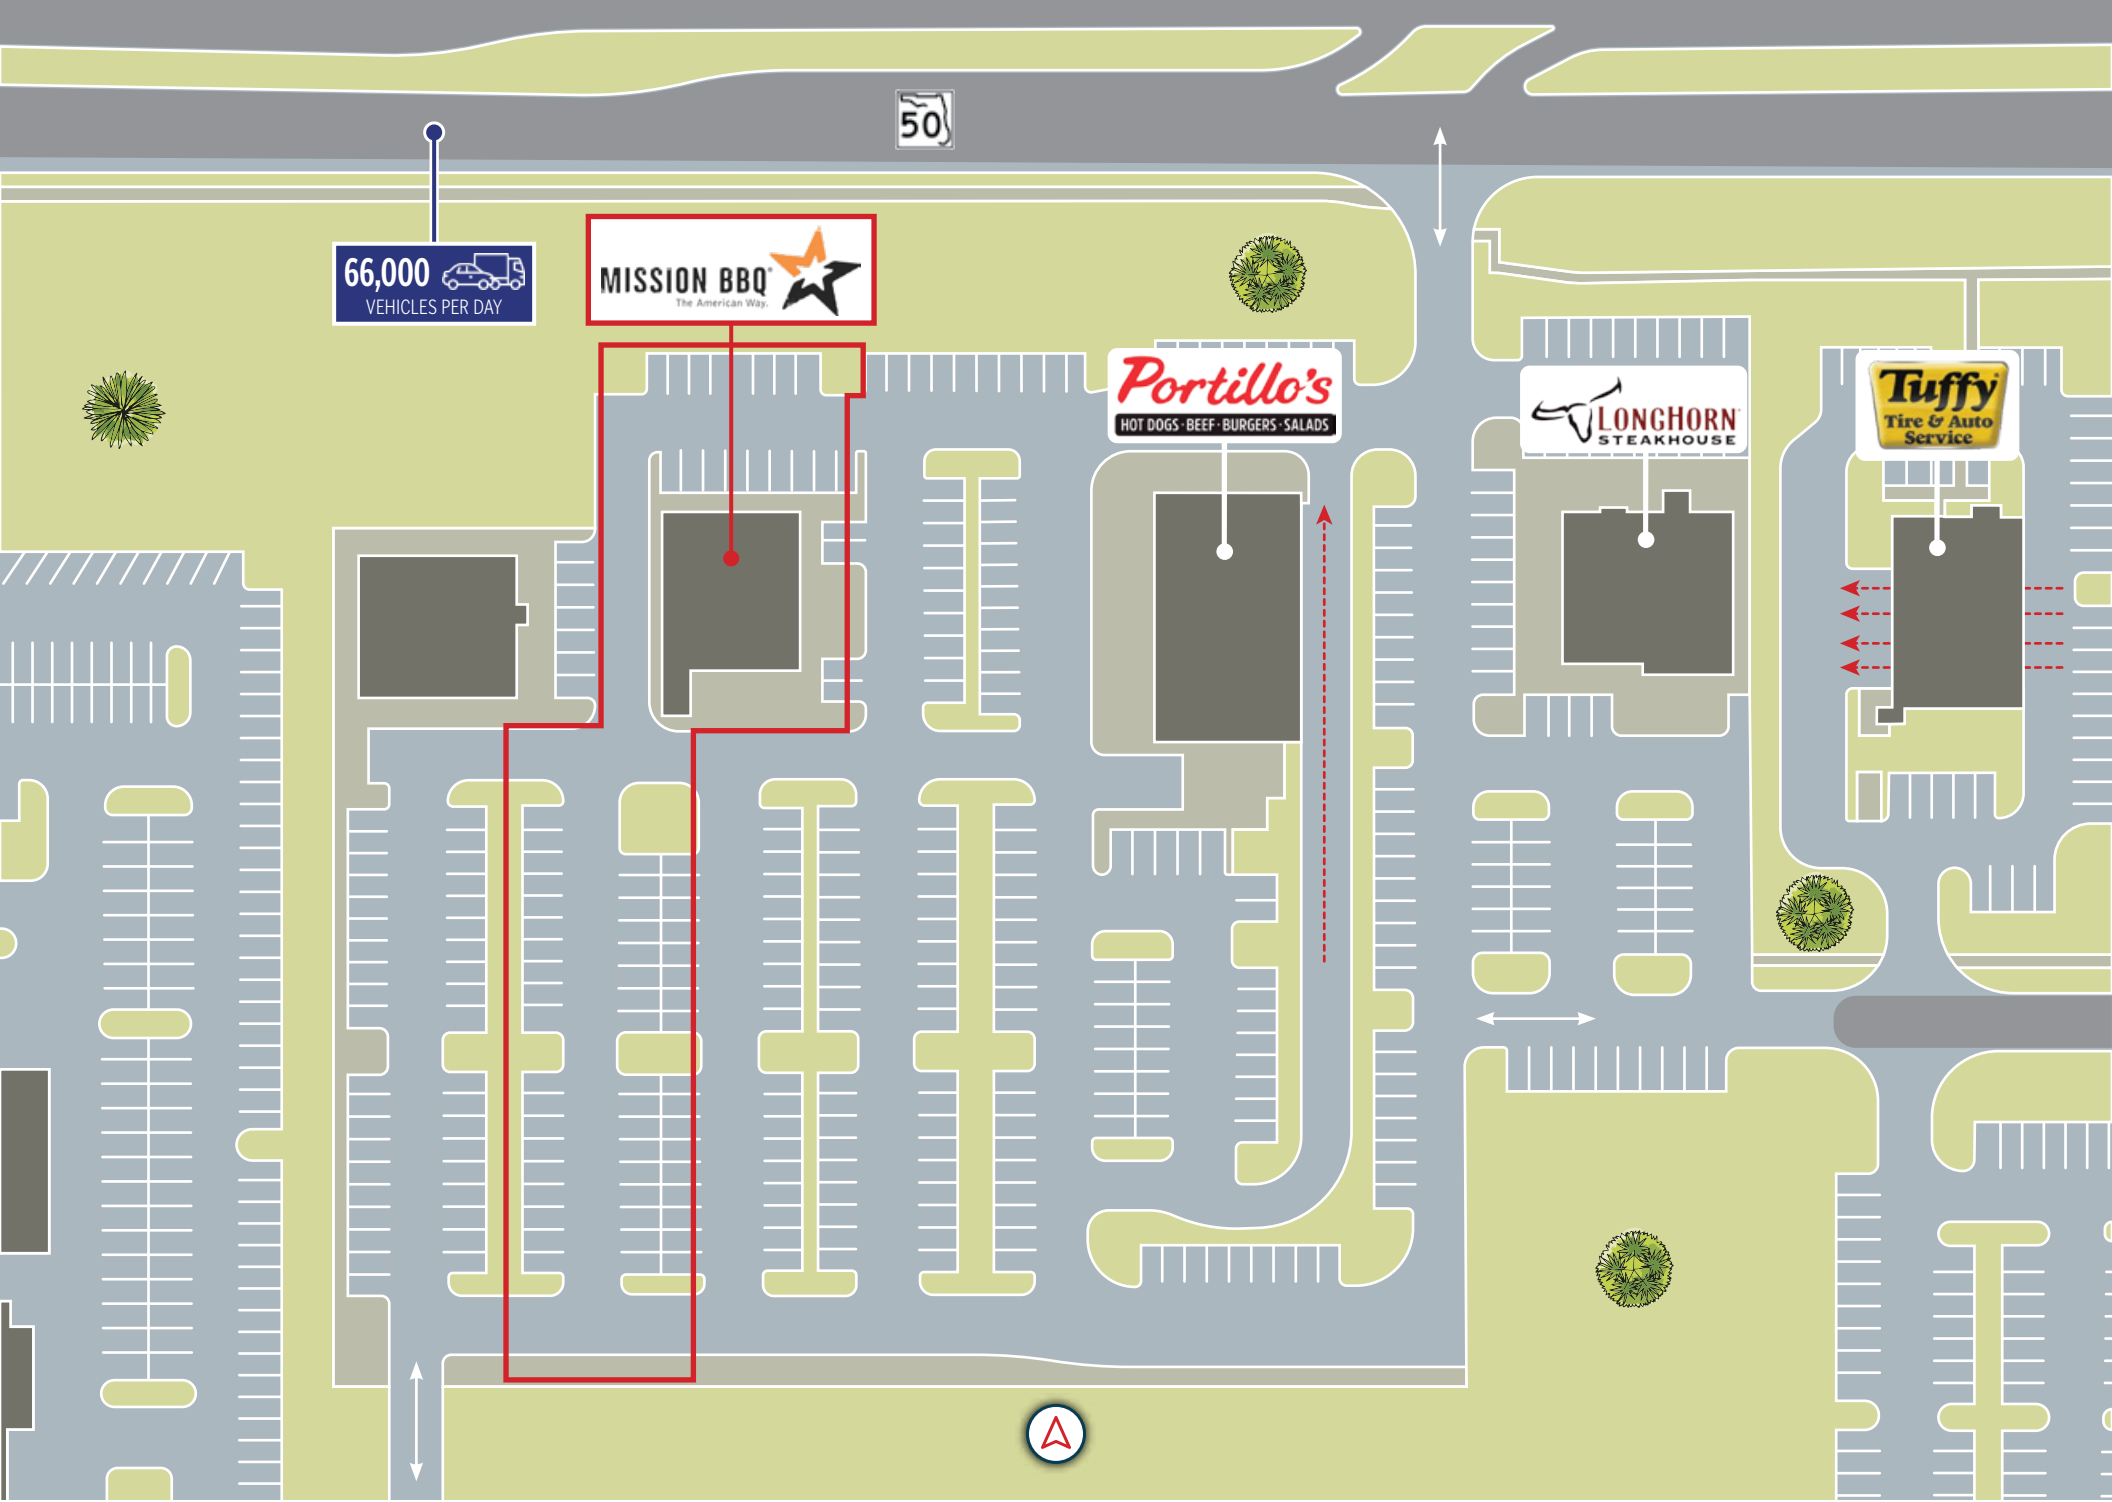 50
66,000
VEHICLES PER DAY
MISSION BBQ
The American Way.
Portillo's
HOT DOGS · BEEF · BURGERS · SALADS
LONGHORN
STEAKHOUSE
Tuffy
Tire & Auto
Service